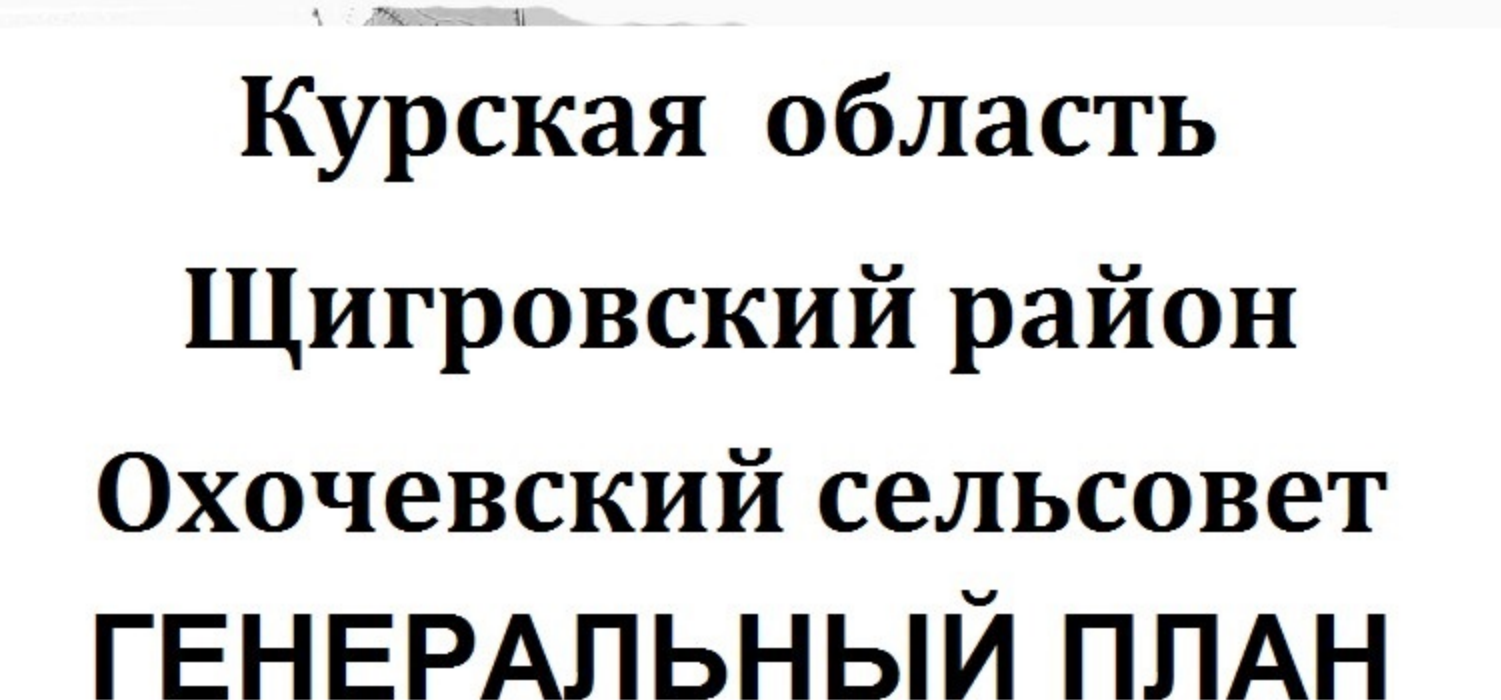 Курская область
Щигровский район
Охочевский сельсовет
ГЕНЕРАЛЬНЫЙ ПЛАН